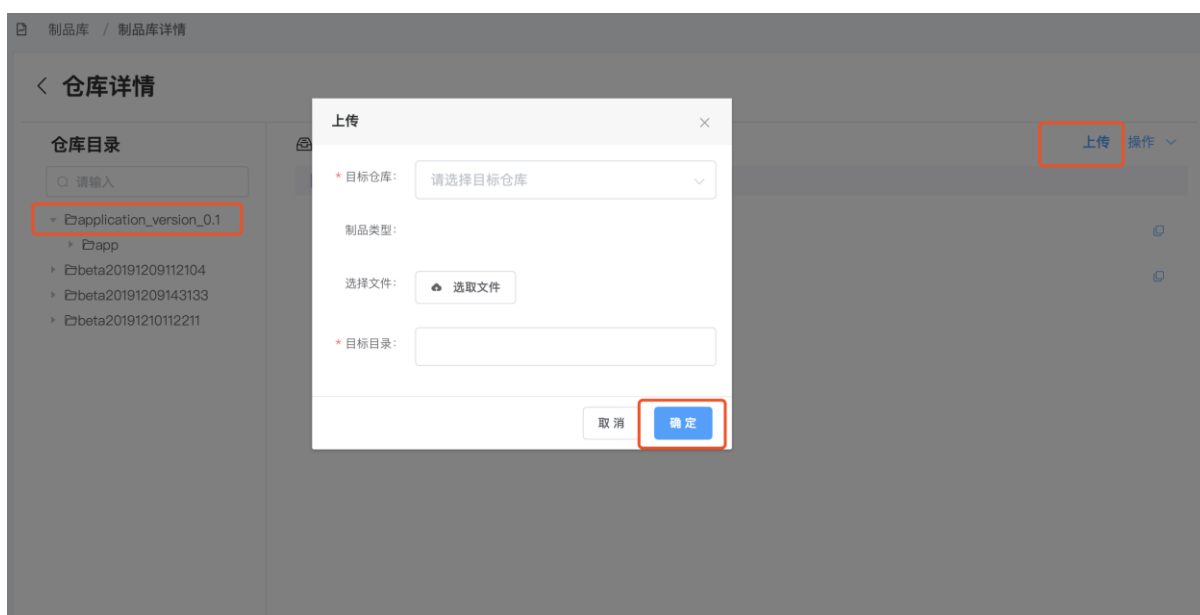 制品库 / 制品库详情
仓库详情
仓库目录
请输入
application_version_0.1
app
beta20191209112104
beta20191209143133
beta20191210112211
上传 操作
上传
* 目标仓库: 请选择目标仓库
制品类型:
选择文件: 选取文件
* 目标目录:
取消 确定